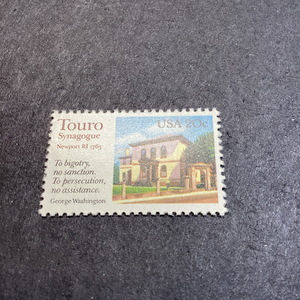 Touro
Synagogue
Newport RI 1763
To bigotry,
no sanction.
To persecution,
no assistance.
George Washington
USA 20c